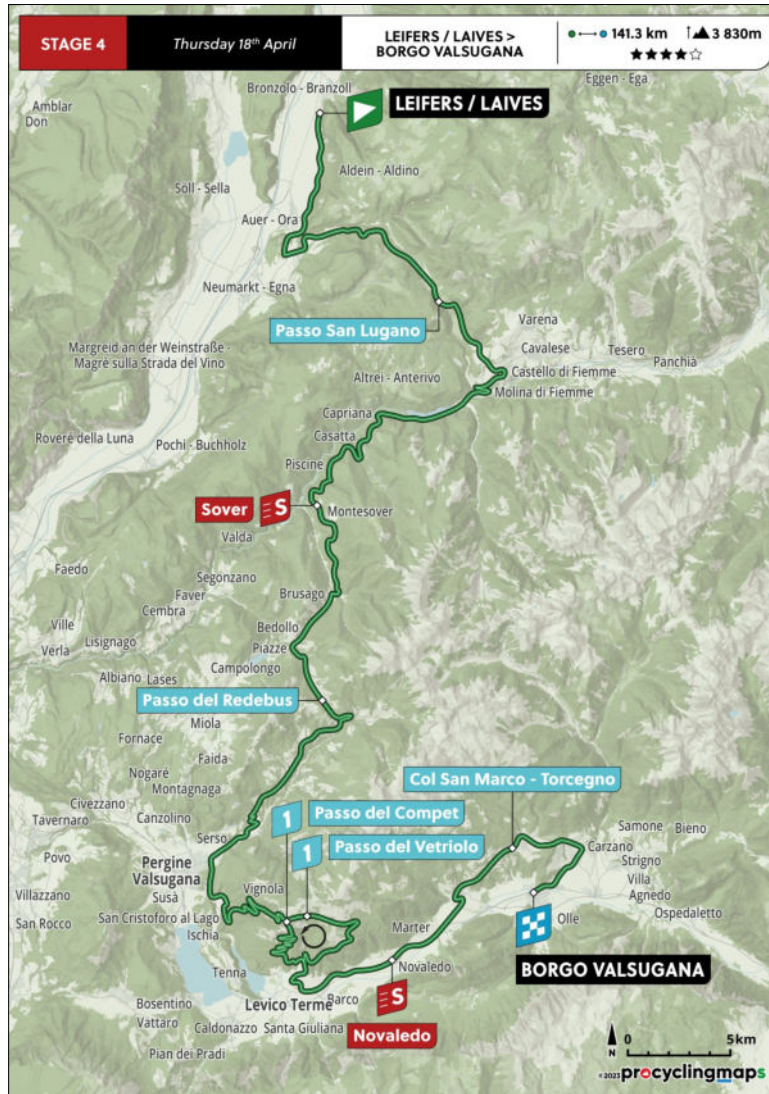 STAGE 4
Thursday 18th April
LEIFERS / LAIVES >
BORGO VALSUGANA
141.3 km
3 830m
★★★★☆
Bronzolo - Branzoll
Eggen - Ega
LEIFERS / LAIVES
Amblar
Don
Aldein - Aldino
Söll - Sella
Auer - Ora
Neumarkt - Egna
Passo San Lugano
Varena
Cavalese
Tesero
Panchià
Margreid an der Weinstraße -
Magrè sulla Strada del Vino
Castello di Fiemme
Altrei - Anterivo
Molina di Fiemme
Capriana
Casatta
Roverè della Luna
Pochi - Buchholz
Piscine
Sover
S
Montesover
Valda
Faedo
Segonzano
Faver
Brusago
Cembra
Ville
Bedollo
Lisignago
Verla
Piazze
Campolongo
Albiano
Lases
Passo del Redebus
Miola
Fornace
Faida
Col San Marco - Torcegno
Nogaré
Montagnaga
Civezzano
1
Passo del Compet
Tavernaro
Canzolino
Samone
Bieno
Serso
1
Passo del Vetriolo
Carzano
Strigno
Povo
Pergine
Valsugana
Villa
Vignola
Agnedo
Villazzano
Susà
San Cristoforo al Lago
Ospedaletto
San Rocco
Marter
Olle
Ischia
Novaledo
BORGO VALSUGANA
Tenna
S
Barco
Bosentino
Levico Terme
Vattaro
Caldonazzo
Santa Giuliana
Novaledo
Pian dei Pradi
N
0
5km
©2023 procyclingmaps